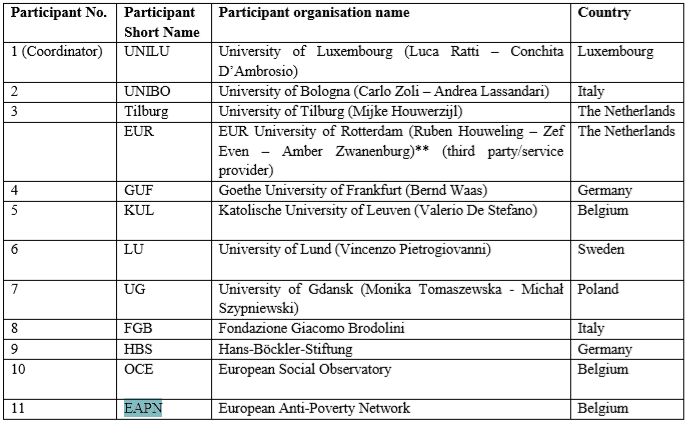 Participant No. Participant Short Name Participant organisation name Country
1 (Coordinator) UNILU University of Luxembourg (Luca Ratti – Conchita D’Ambrosio) Luxembourg
2 UNIBO University of Bologna (Carlo Zoli – Andrea Lassandari) Italy
3 Tilburg University of Tilburg (Mijke Houwerzijl) The Netherlands
EUR EUR University of Rotterdam (Ruben Houweling – Zef Even – Amber Zwanenburg)** (third party/service provider) The Netherlands
4 GUF Goethe University of Frankfurt (Bernd Waas) Germany
5 KUL Katolische University of Leuven (Valerio De Stefano) Belgium
6 LU University of Lund (Vincenzo Pietrogiovanni) Sweden
7 UG University of Gdansk (Monika Tomaszewska - Michał Szypniewski) Poland
8 FGB Fondazione Giacomo Brodolini Italy
9 HBS Hans-Böckler-Stiftung Germany
10 OCE European Social Observatory Belgium
11 EAPN European Anti-Poverty Network Belgium